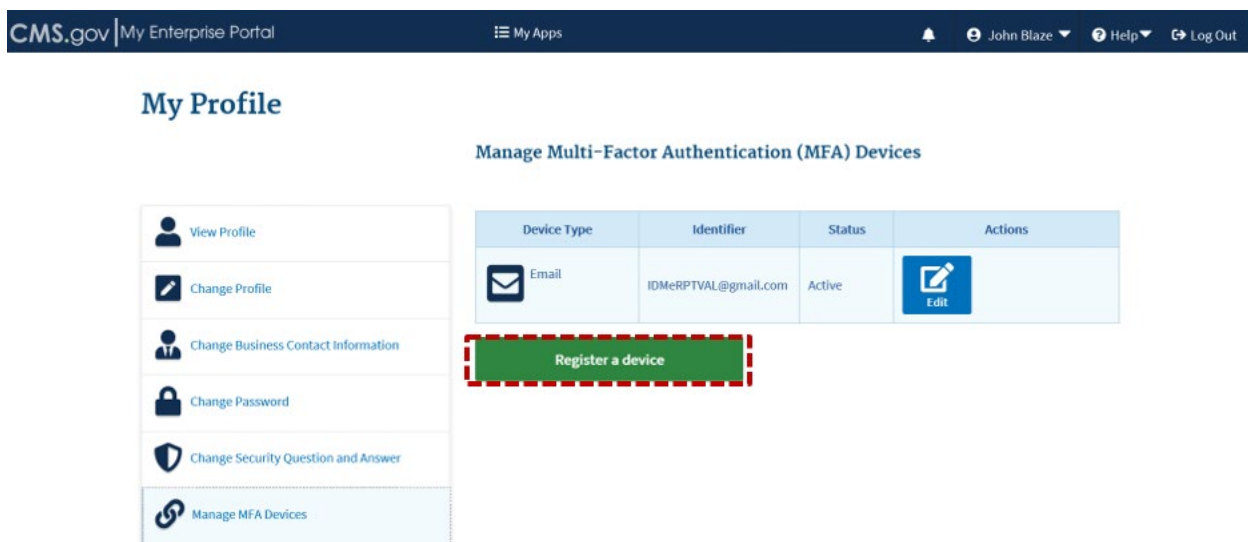 CMS.gov My Enterprise Portal
My Apps
John Blaze
Help
Log Out
My Profile
Manage Multi-Factor Authentication (MFA) Devices
View Profile
Change Profile
Change Business Contact Information
Change Password
Change Security Question and Answer
Manage MFA Devices
Device Type Identifier Status Actions
Email IDMeRPTVAL@gmail.com Active Edit
Register a device